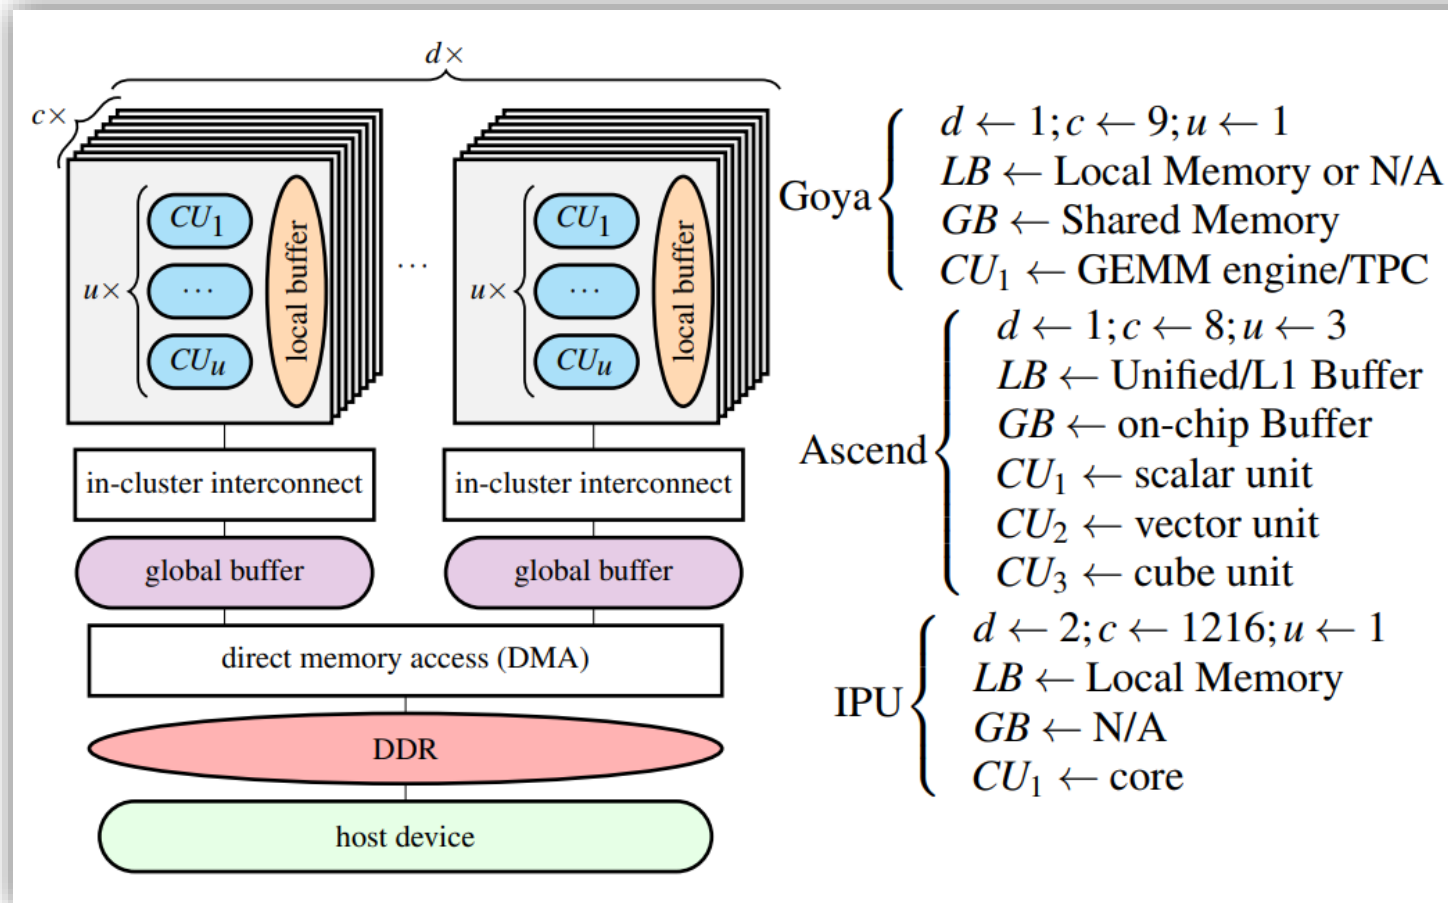 d×
c×
u×
CU₁
⋯
CUᵤ
local buffer
⋯
u×
CU₁
⋯
CUᵤ
local buffer
in-cluster interconnect
in-cluster interconnect
global buffer
global buffer
direct memory access (DMA)
DDR
host device
Goya
d ← 1; c ← 9; u ← 1
LB ← Local Memory or N/A
GB ← Shared Memory
CU₁ ← GEMM engine/TPC
Ascend
d ← 1; c ← 8; u ← 3
LB ← Unified/L1 Buffer
GB ← on-chip Buffer
CU₁ ← scalar unit
CU₂ ← vector unit
CU₃ ← cube unit
IPU
d ← 2; c ← 1216; u ← 1
LB ← Local Memory
GB ← N/A
CU₁ ← core